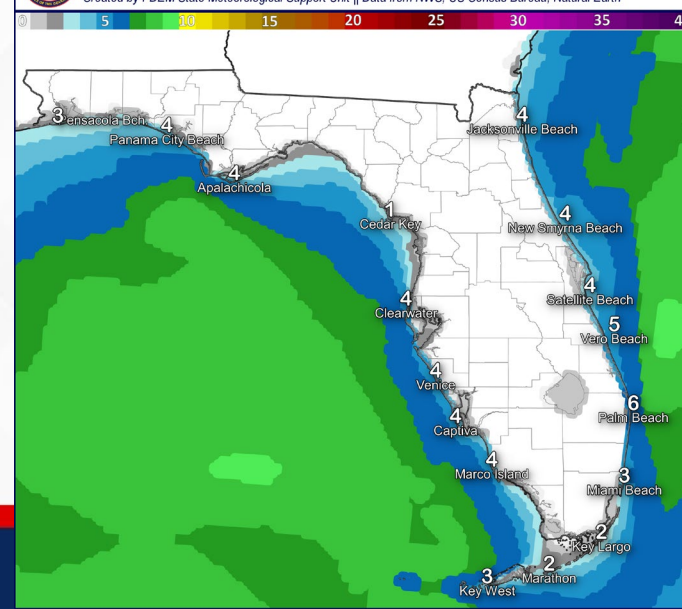 Created by FDEM State Meteorological Support Unit || Data from NWS, US Census Bureau, Natural Earth
0 5 10 15 20 25 30 35 4
3
Pensacola Bch.
4
Panama City Beach
4
Apalachicola
4
Jacksonville Beach
1
Cedar Key
4
New Smyrna Beach
4
Clearwater
4
Satellite Beach
5
Vero Beach
4
Venice
4
Captiva
6
Palm Beach
4
Marco Island
3
Miami Beach
2
Key Largo
2
Marathon
3
Key West